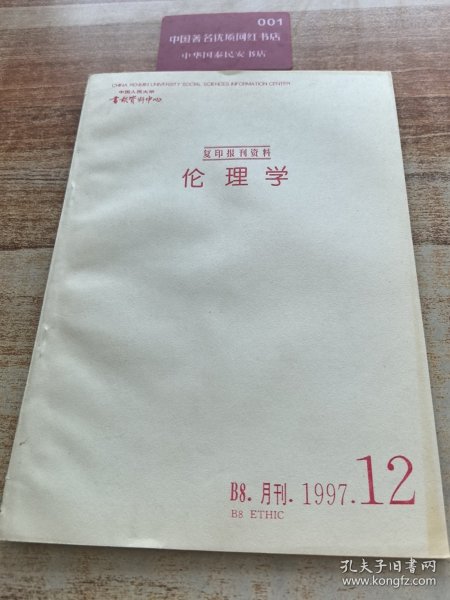 001
中国著名优质网红书店
中华国泰民安书店
CHINA RENMIN UNIVERSITY SOCIAL SCIENCES INFORMATION CENTER
中国人民大学
书报资料中心
复印报刊资料
伦理学
B8.月刊.1997.12
B8 ETHIC
孔夫子旧书网
www.kongfz.com